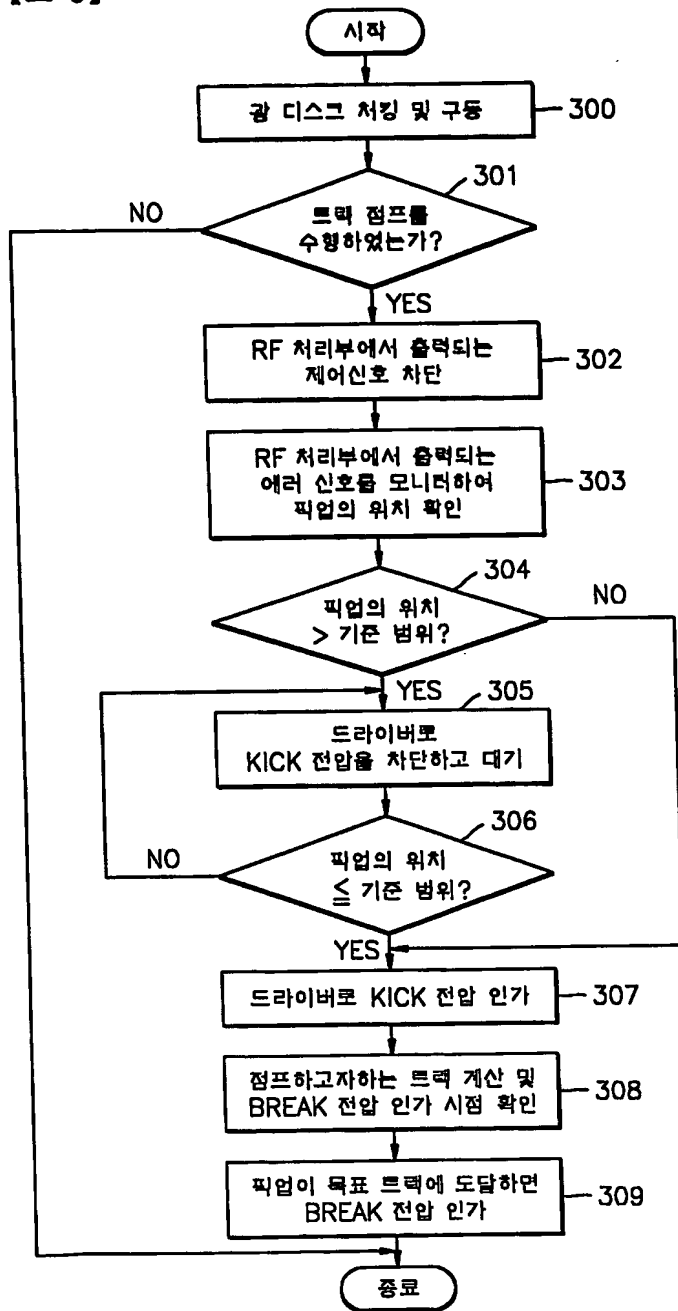 시작
광 디스크 처킹 및 구동
300
301
NO
트랙 점프를
수행하였는가?
YES
RF 처리부에서 출력되는
제어신호 차단
302
RF 처리부에서 출력되는
에러 신호를 모니터하여
픽업의 위치 확인
303
304
픽업의 위치
> 기준 범위?
NO
YES
305
드라이버로
KICK 전압을 차단하고 대기
306
NO
픽업의 위치
≦ 기준 범위?
YES
드라이버로 KICK 전압 인가
307
점프하고자하는 트랙 계산 및
BREAK 전압 인가 시점 확인
308
픽업이 목표 트랙에 도달하면
BREAK 전압 인가
309
종료